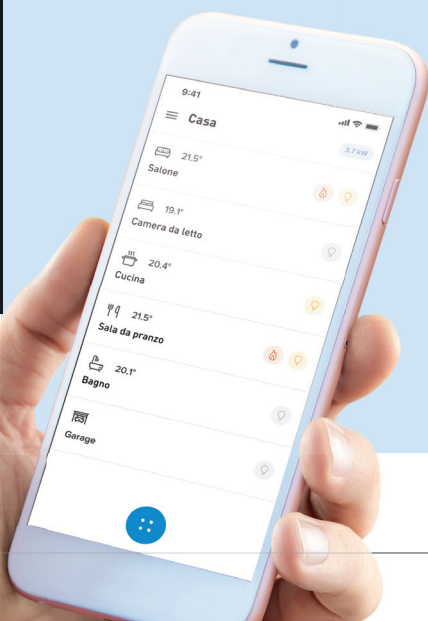 9:41
Casa
3.7 kW
21.5°
Salone
19.1°
Camera da letto
20.4°
Cucina
21.5°
Sala da pranzo
20.1°
Bagno
Garage